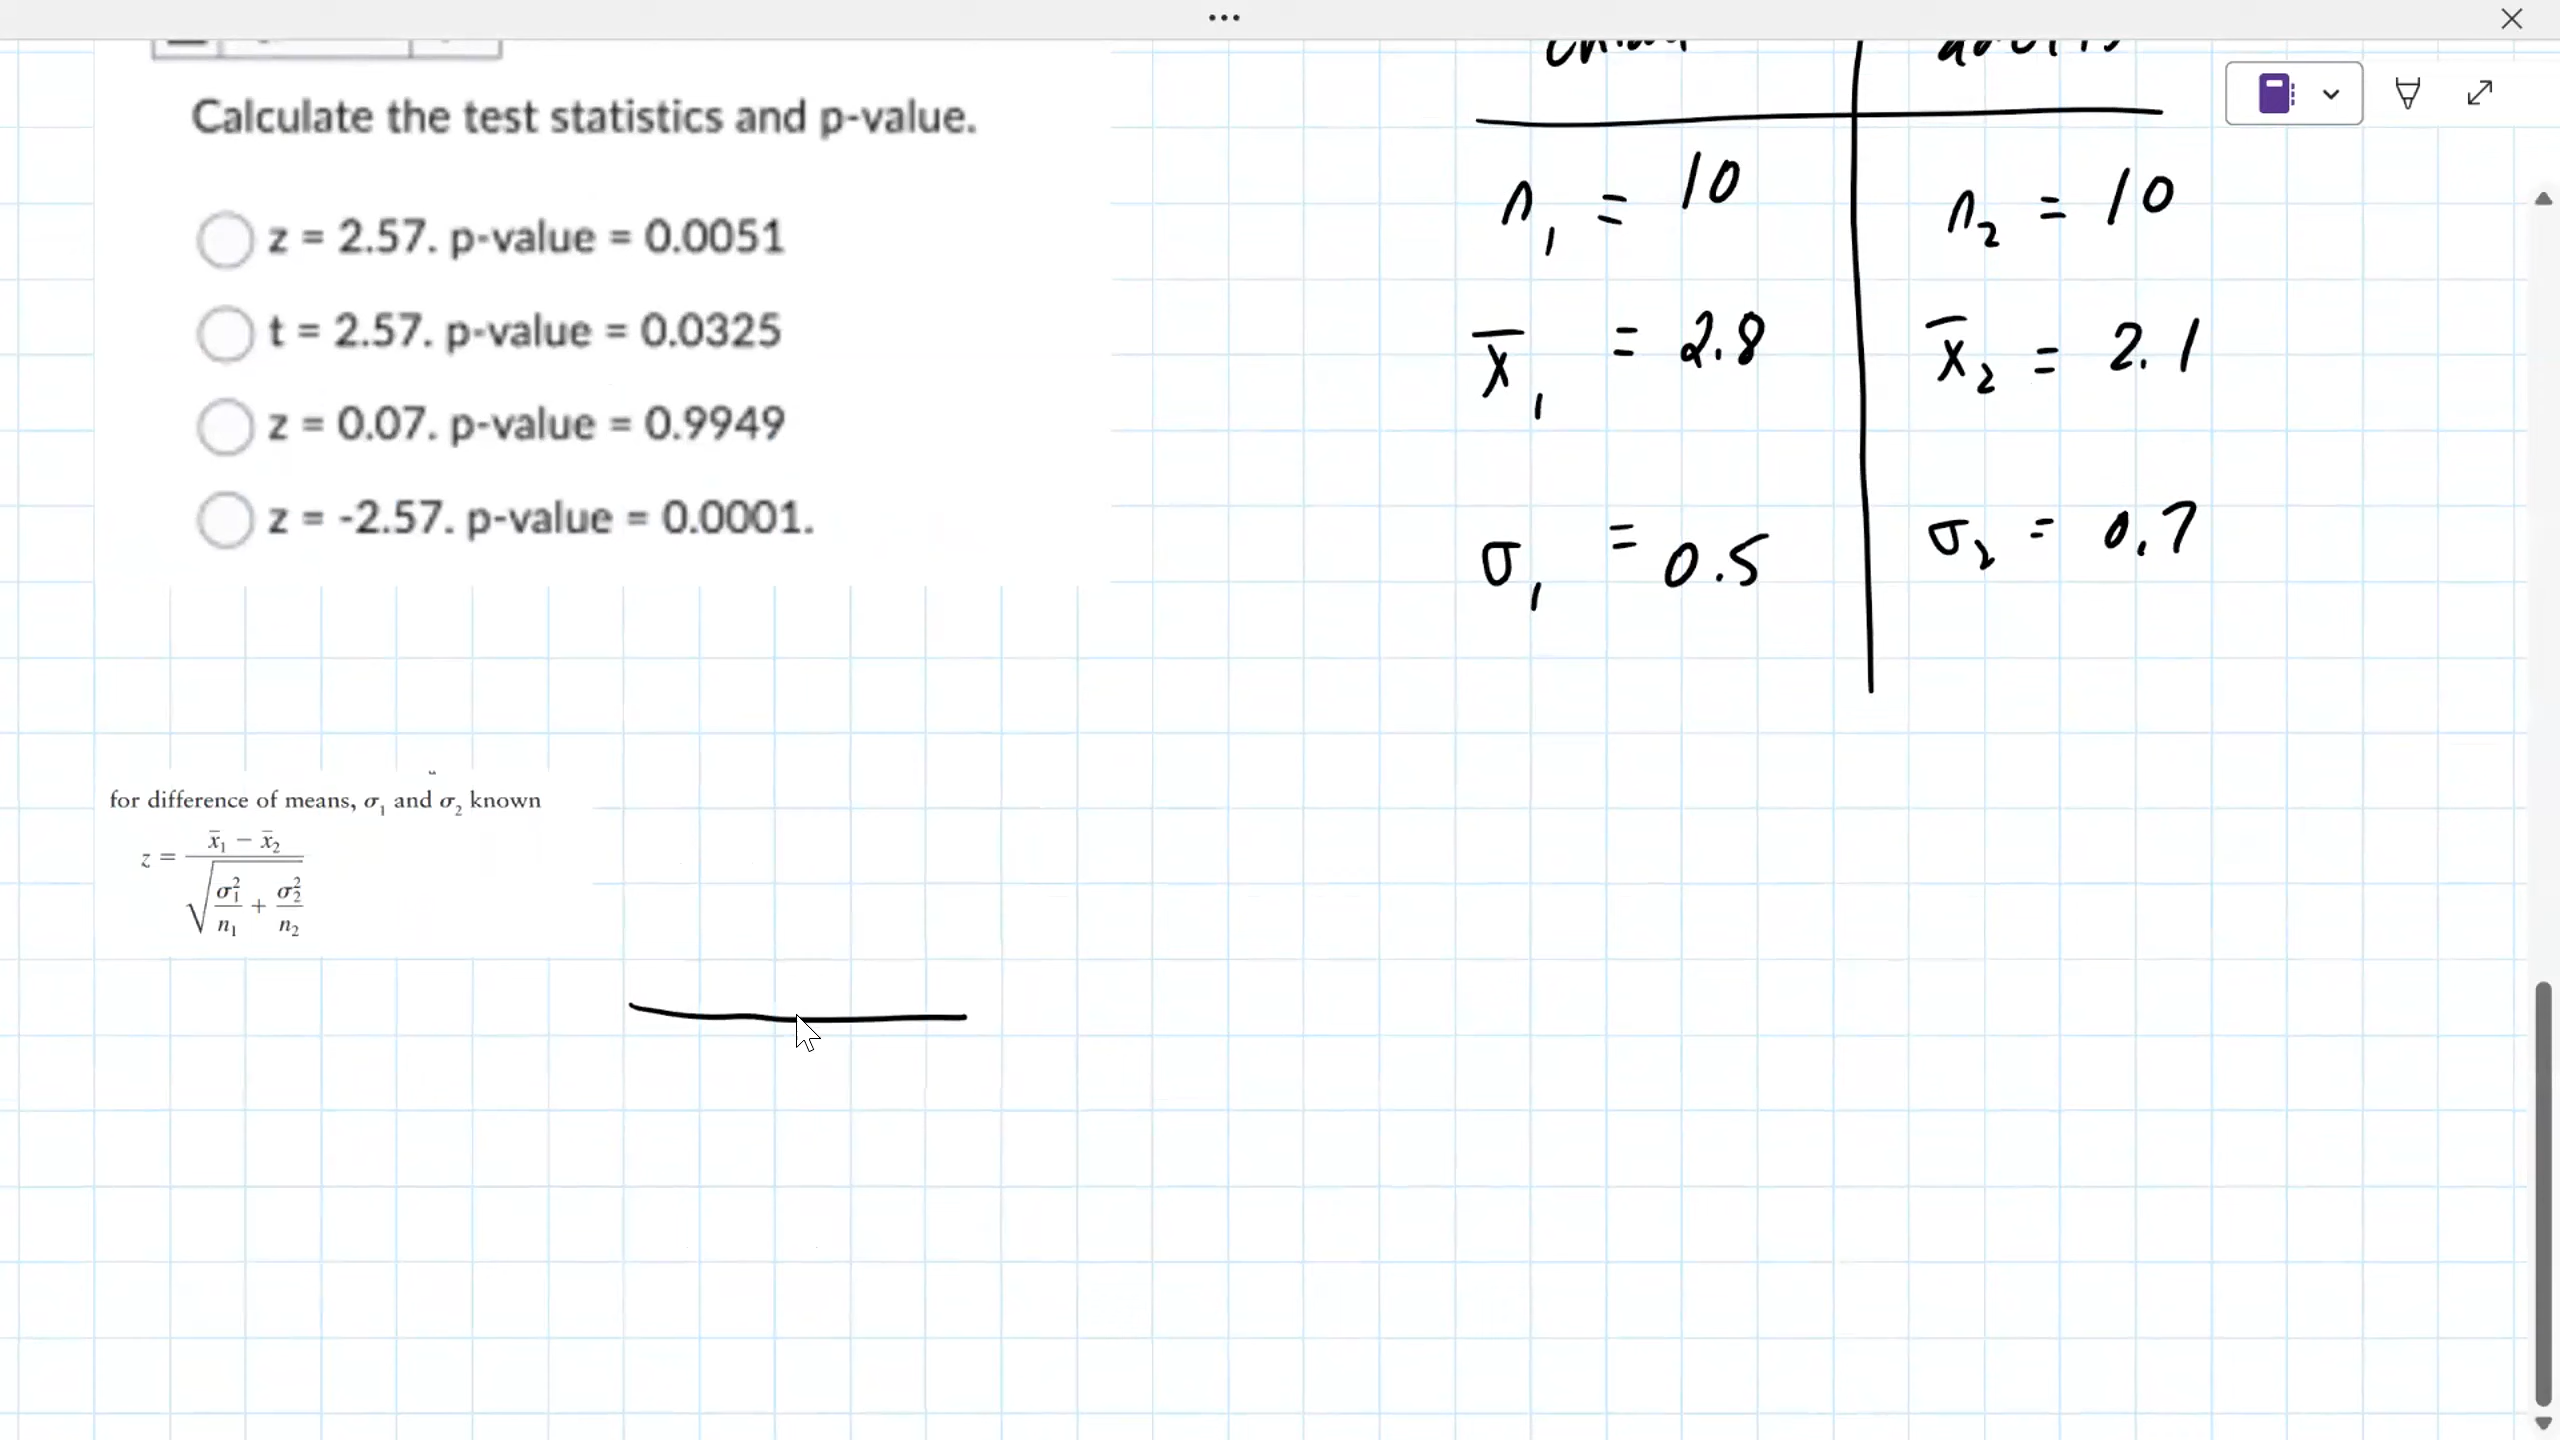 Calculate the test statistics and p-value.
z = 2.57. p-value = 0.0051
t = 2.57. p-value = 0.0325
z = 0.07. p-value = 0.9949
z = -2.57. p-value = 0.0001.
n₁ = 10
n₂ = 10
x̄₁ = 2.8
x̄₂ = 2.1
σ₁ = 0.5
σ₂ = 0.7
for difference of means, σ₁ and σ₂ known
z = (x̄₁ − x̄₂) / √(σ₁²/n₁ + σ₂²/n₂)